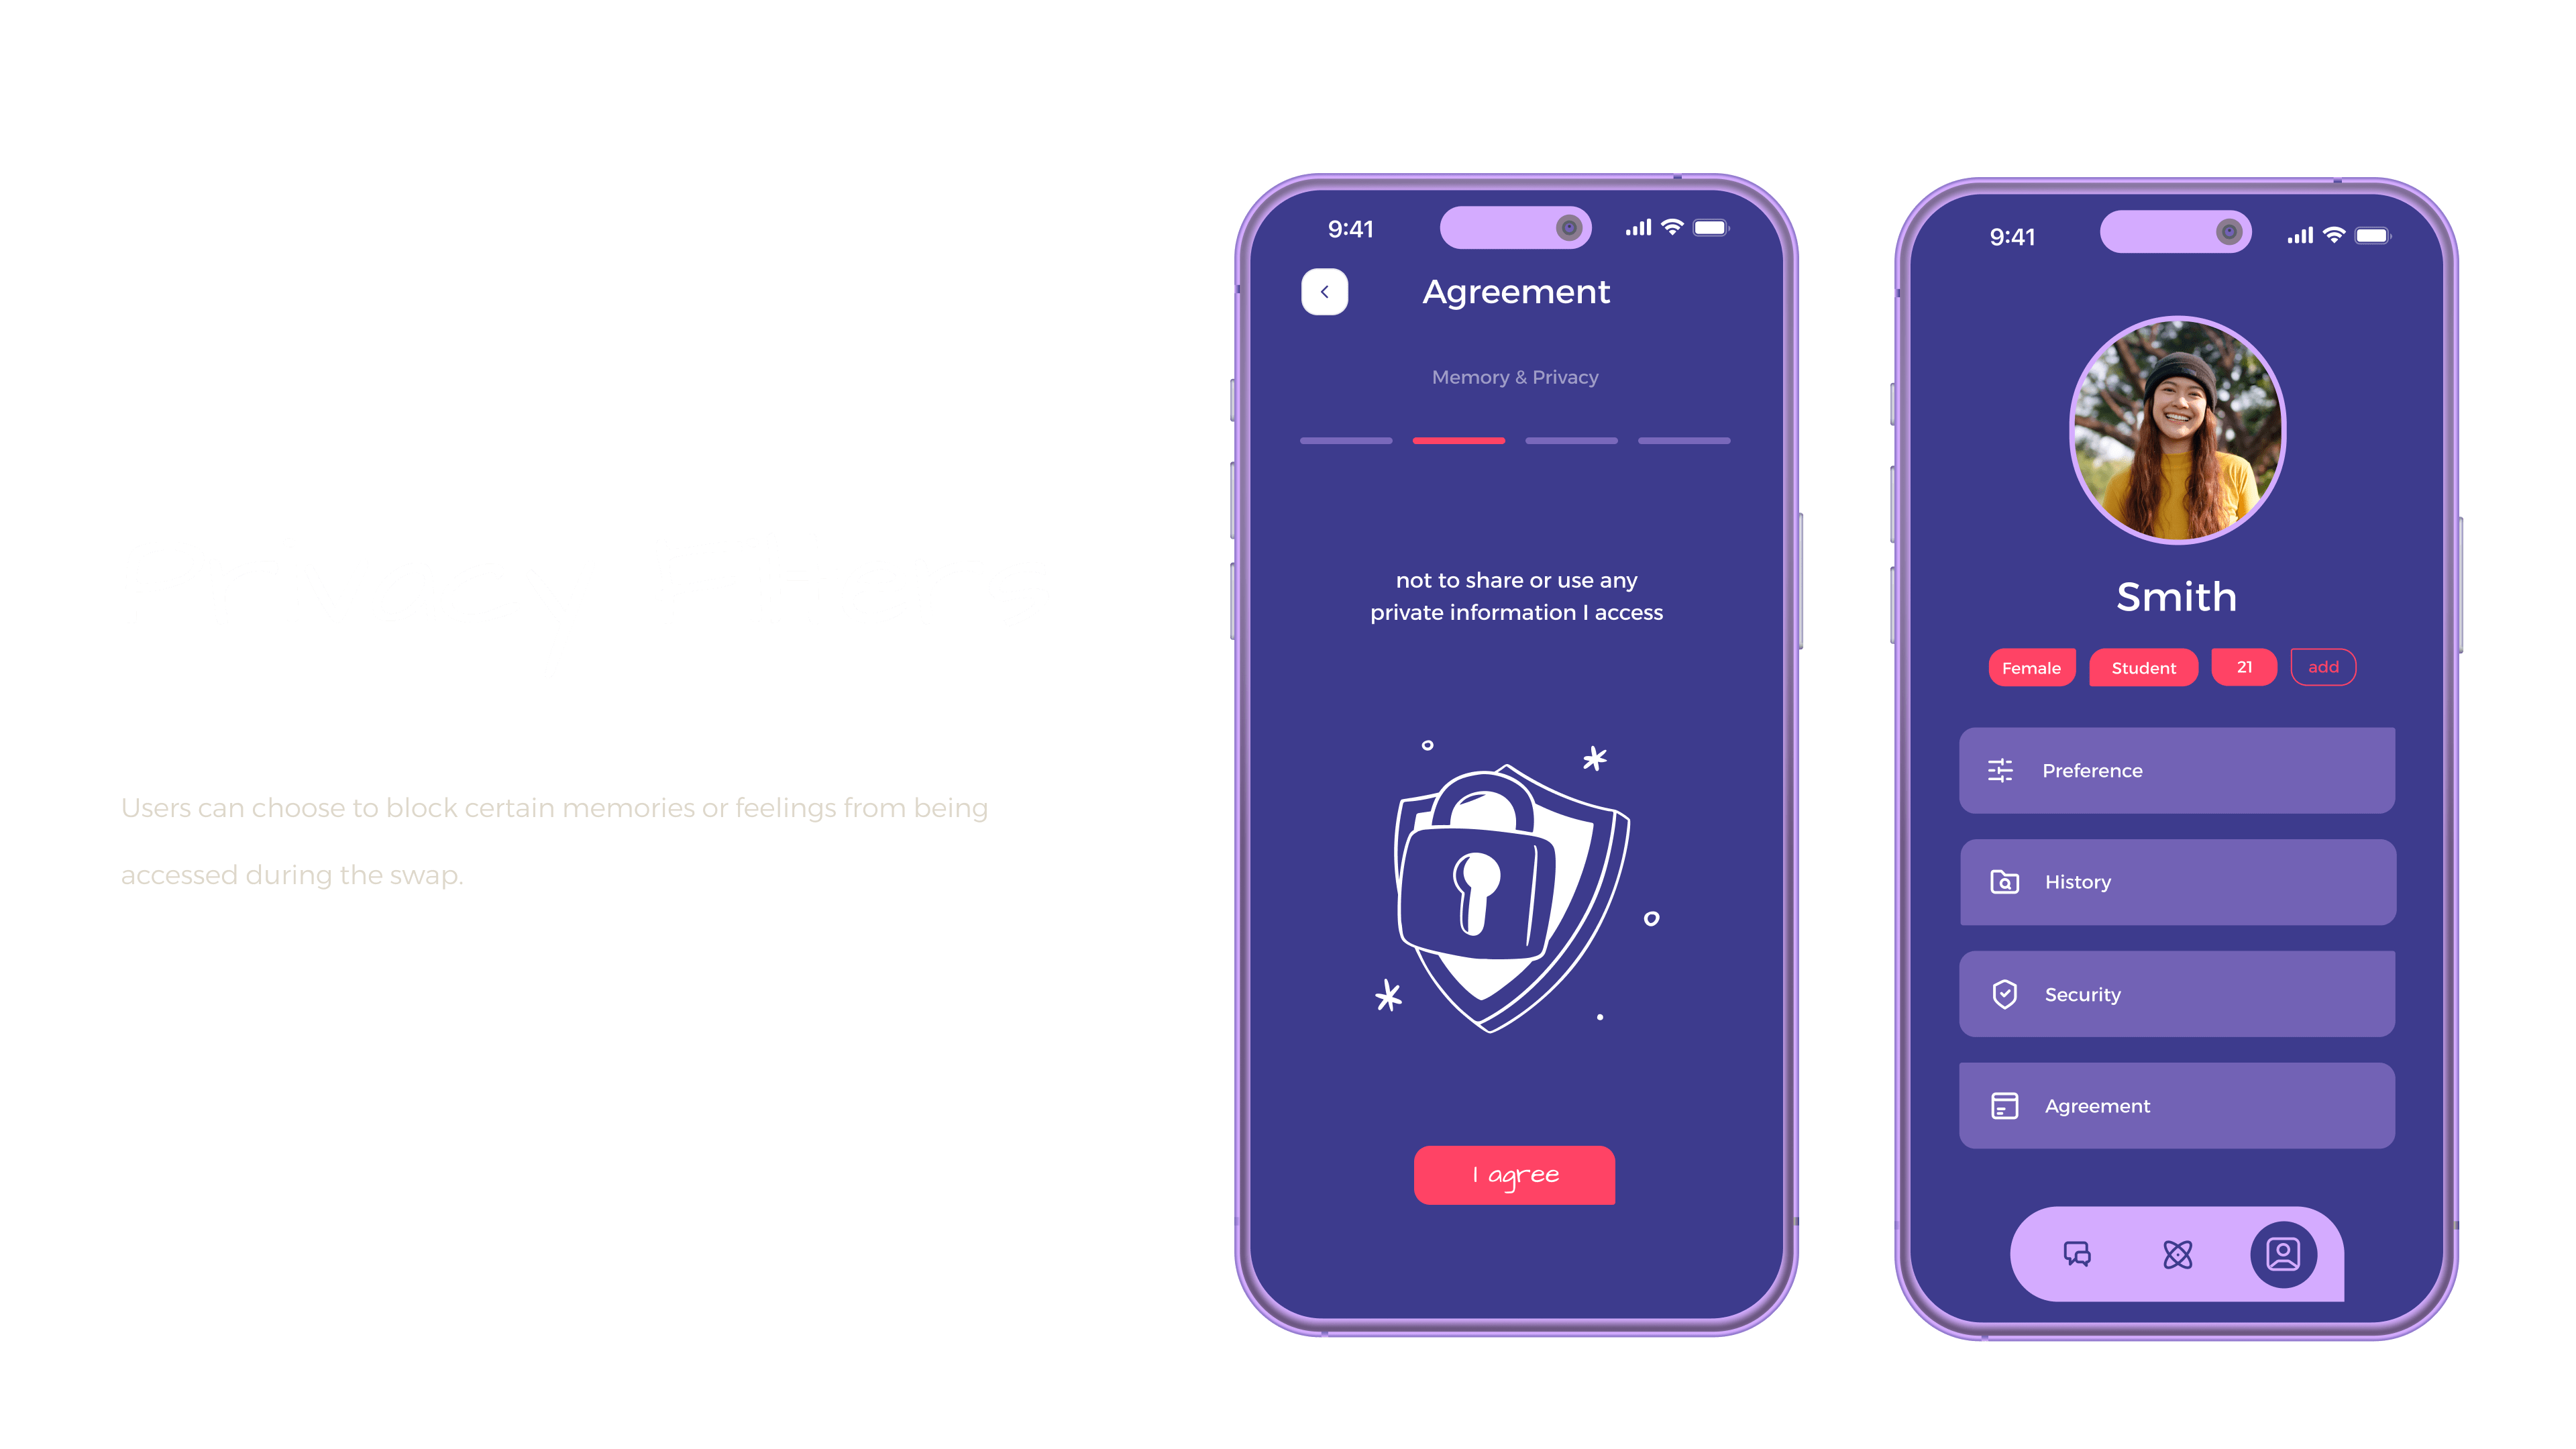 Users can choose to block certain memories or feelings from being
accessed during the swap.
9:41
Agreement
Memory & Privacy
not to share or use any
private information I access
I agree
9:41
Smith
Female Student 21 add
Preference
History
Security
Agreement